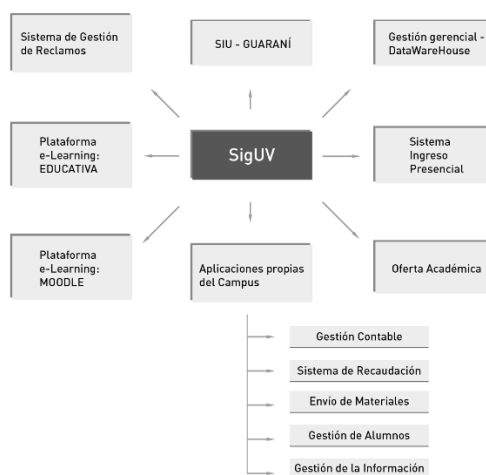 Sistema de Gestión
de Reclamos
SIU - GUARANÍ
Gestión gerencial -
DataWareHouse
Plataforma
e-Learning:
EDUCATIVA
SigUV
Sistema
Ingreso
Presencial
Plataforma
e-Learning:
MOODLE
Aplicaciones propias
del Campus
Oferta Académica
Gestión Contable
Sistema de Recaudación
Envío de Materiales
Gestión de Alumnos
Gestión de la Información